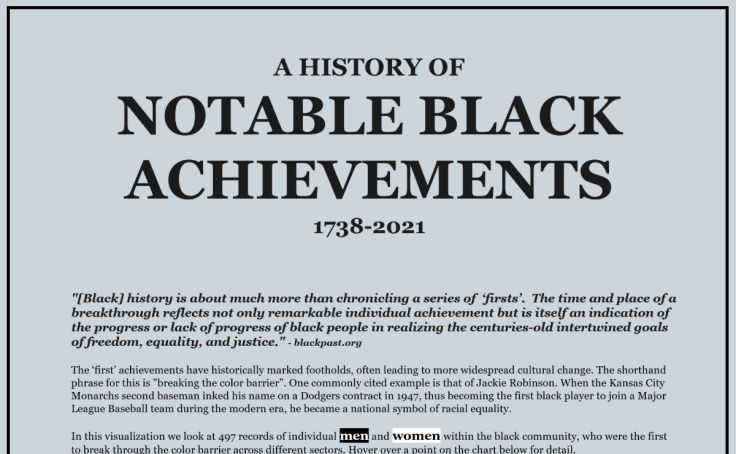 A HISTORY OF
NOTABLE BLACK
ACHIEVEMENTS
1738-2021
"[Black] history is about much more than chronicling a series of ‘firsts’.  The time and place of a
breakthrough reflects not only remarkable individual achievement but is itself an indication of
the progress or lack of progress of black people in realizing the centuries-old intertwined goals
of freedom, equality, and justice." - blackpast.org
The ‘first’ achievements have historically marked footholds, often leading to more widespread cultural change. The shorthand
phrase for this is "breaking the color barrier". One commonly cited example is that of Jackie Robinson. When the Kansas City
Monarchs second baseman inked his name on a Dodgers contract in 1947, thus becoming the first black player to join a Major
League Baseball team during the modern era, he became a national symbol of racial equality.
In this visualization we look at 497 records of individual men and women within the black community, who were the first
to break through the color barrier across different sectors. Hover over a point on the chart below for detail.